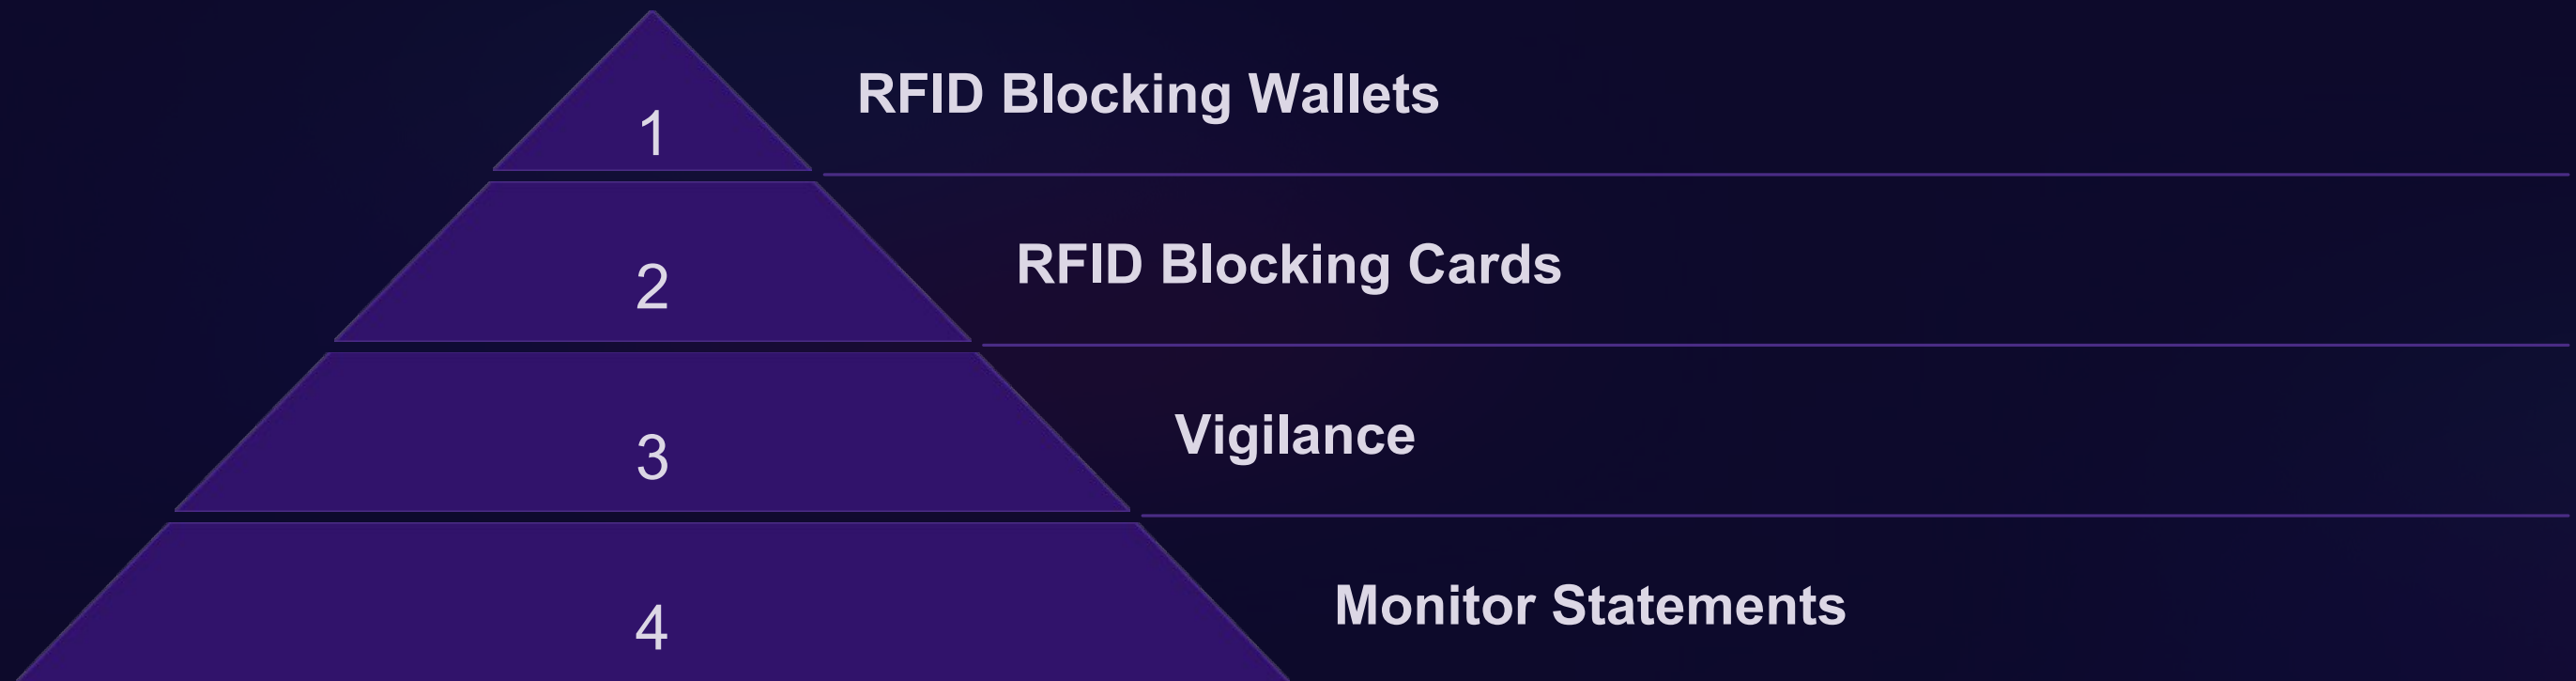 1
RFID Blocking Wallets
2
RFID Blocking Cards
3
Vigilance
4
Monitor Statements